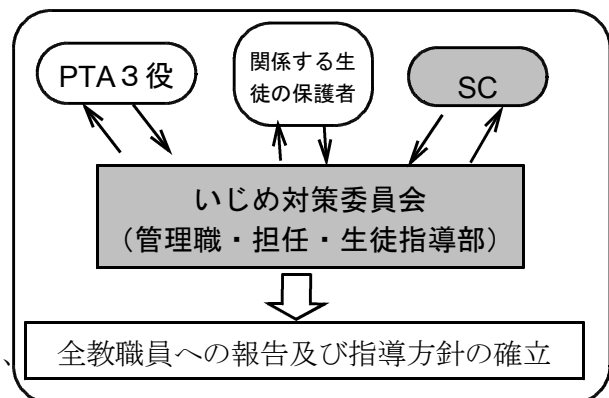 PTA３役
関係する生
徒の保護者
SC
いじめ対策委員会
（管理職・担任・生徒指導部）
、
全教職員への報告及び指導方針の確立